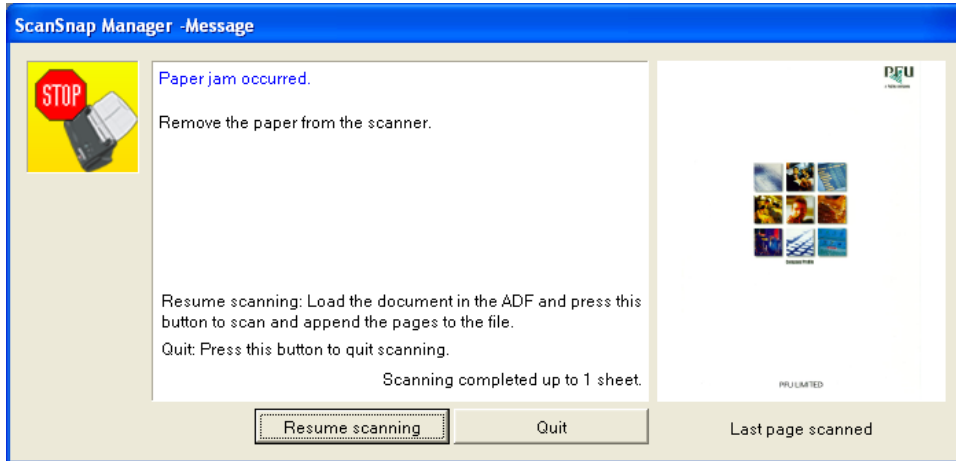 ScanSnap Manager -Message
STOP
Paper jam occurred.
Remove the paper from the scanner.
Resume scanning: Load the document in the ADF and press this
button to scan and append the pages to the file.
Quit: Press this button to quit scanning.
Scanning completed up to 1 sheet.
Resume scanning
Quit
PFU
PFU LIMITED
Last page scanned